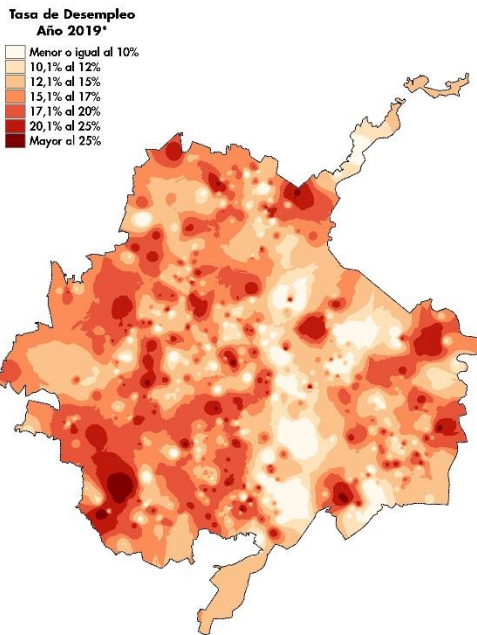 Tasa de Desempleo
Año 2019*
Menor o igual al 10%
10,1% al 12%
12,1% al 15%
15,1% al 17%
17,1% al 20%
20,1% al 25%
Mayor al 25%